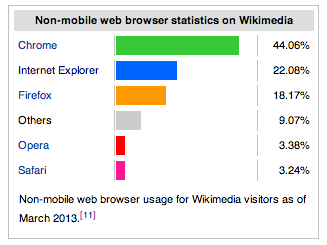 Non-mobile web browser statistics on Wikimedia
Chrome 44.06%
Internet Explorer 22.08%
Firefox 18.17%
Others 9.07%
Opera 3.38%
Safari 3.24%
Non-mobile web browser usage for Wikimedia visitors as of
March 2013.[11]